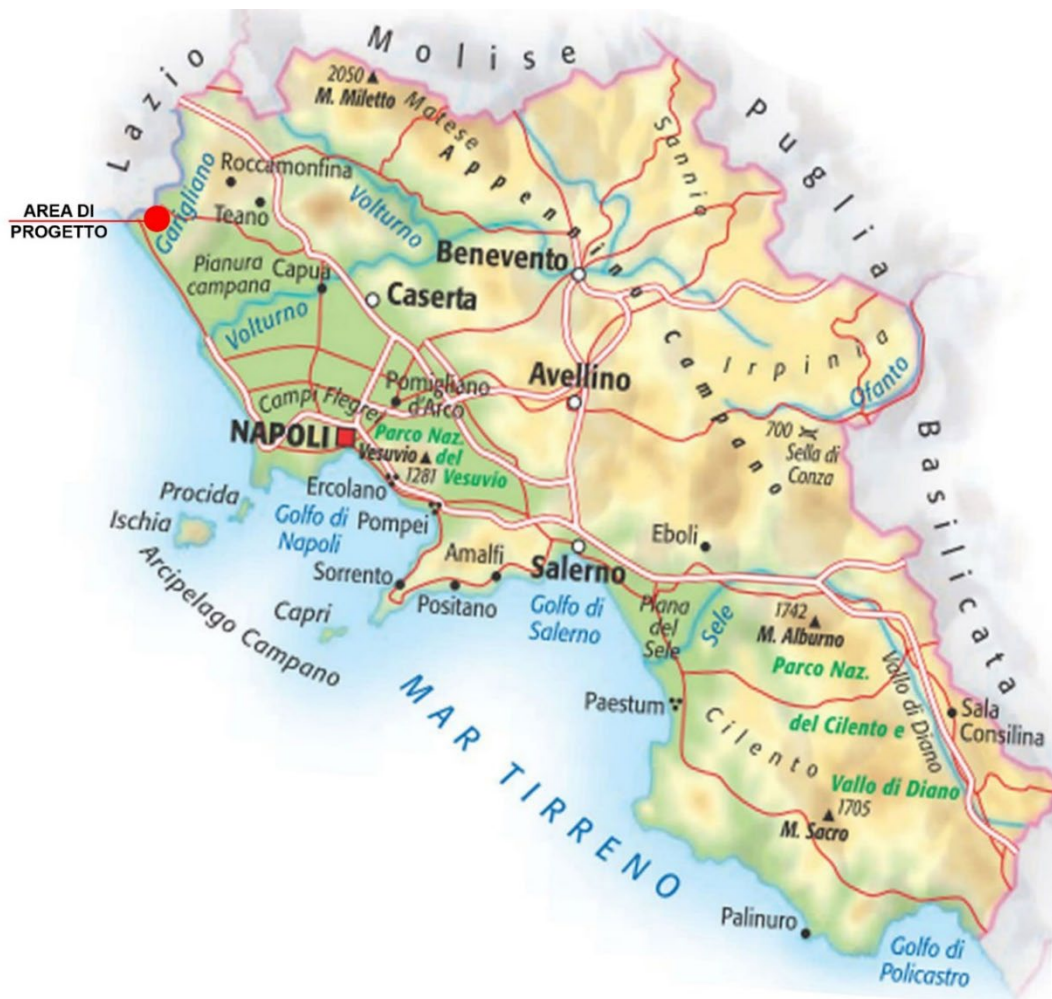 Molise
Lazio
Puglia
2050
M. Miletto
Matese
Sannio
Appennino Campano
Garigliano
Roccamonfina
Teano
Volturno
AREA DI
PROGETTO
Benevento
Pianura
campana
Capua
Caserta
Volturno
Irpinia
Ofanto
Avellino
Pomigliano
d'Arco
Campi Flegrei
NAPOLI
Parco Naz.
del
Vesuvio
Vesuvio
1281
700
Sella di
Conza
Basilicata
Ercolano
Procida
Ischia
Golfo di
Napoli
Pompei
Eboli
Amalfi
Salerno
Sorrento
Positano
Arcipelago Campano
Capri
Golfo di
Salerno
Piana
del
Sele
Sele
1742
M. Alburno
Parco Naz.
del Cilento e
Vallo di Diano
Vallo di Diano
Sala
Consilina
Paestum
Cilento
MAR TIRRENO
1705
M. Sacro
Palinuro
Golfo di
Policastro